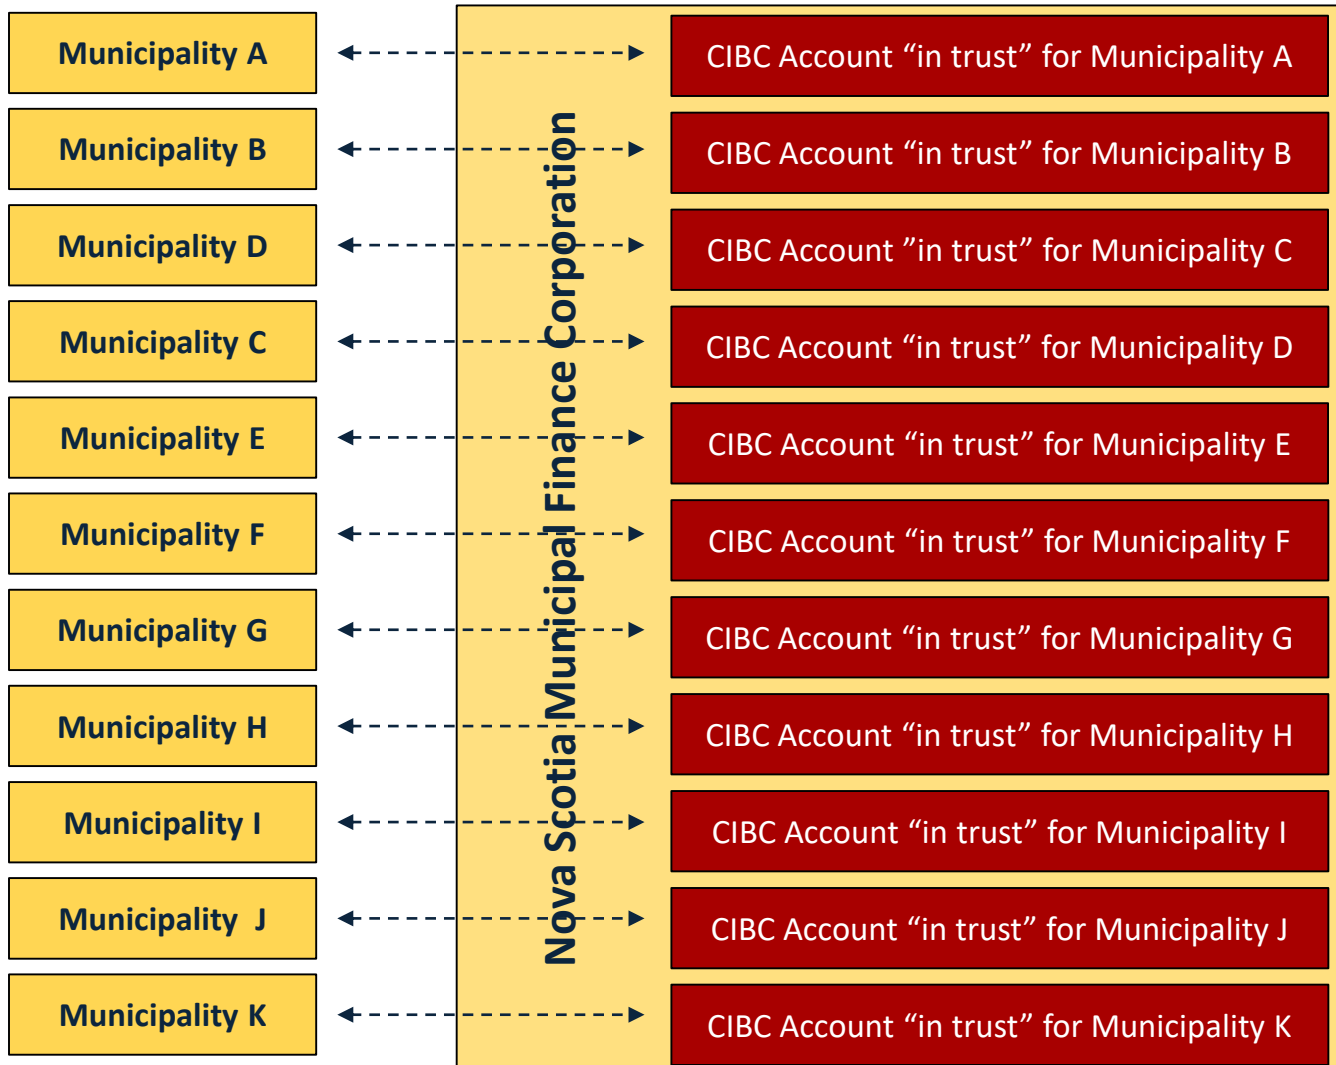 Municipality A
CIBC Account “in trust” for Municipality A
Municipality B
CIBC Account “in trust” for Municipality B
Municipality D
CIBC Account ”in trust” for Municipality C
Municipality C
CIBC Account “in trust” for Municipality D
Municipality E
CIBC Account “in trust” for Municipality E
Municipality F
CIBC Account “in trust” for Municipality F
Municipality G
CIBC Account “in trust” for Municipality G
Municipality H
CIBC Account “in trust” for Municipality H
Municipality I
CIBC Account “in trust” for Municipality I
Municipality J
CIBC Account “in trust” for Municipality J
Municipality K
CIBC Account “in trust” for Municipality K
Nova Scotia Municipal Finance Corporation